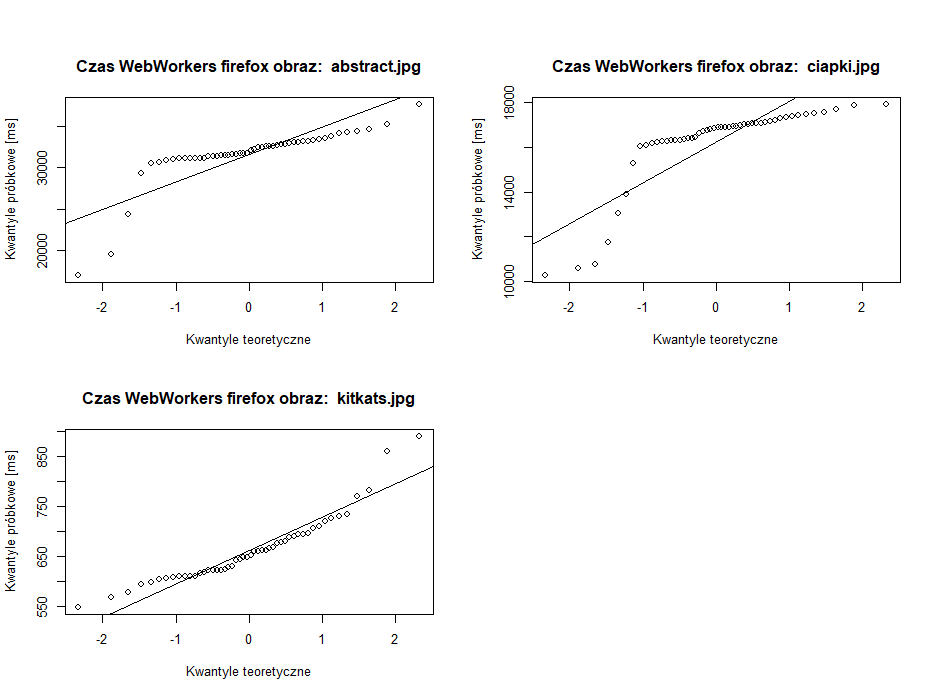 Czas WebWorkers firefox obraz:  abstract.jpg
Kwantyle próbkowe [ms]
20000 30000
-2 -1 0 1 2
Kwantyle teoretyczne
Czas WebWorkers firefox obraz:  ciapki.jpg
Kwantyle próbkowe [ms]
10000 14000 18000
-2 -1 0 1 2
Kwantyle teoretyczne
Czas WebWorkers firefox obraz:  kitkats.jpg
Kwantyle próbkowe [ms]
550 650 750 850
-2 -1 0 1 2
Kwantyle teoretyczne